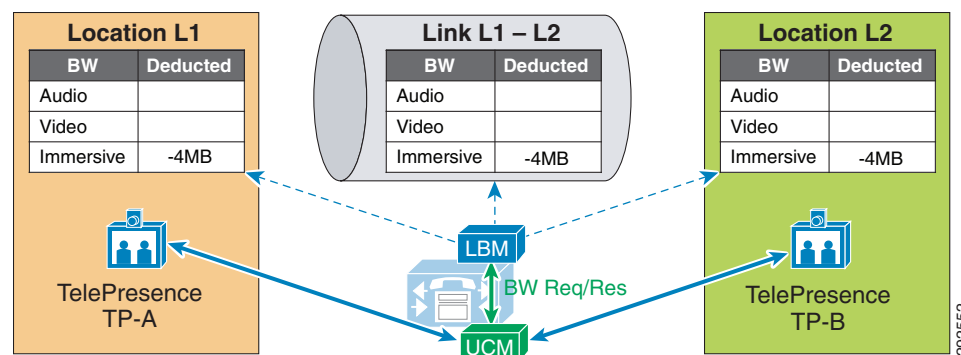 Location L1
BW Deducted
Audio
Video
Immersive -4MB
Link L1 – L2
BW Deducted
Audio
Video
Immersive -4MB
Location L2
BW Deducted
Audio
Video
Immersive -4MB
TelePresence
TP-A
LBM
BW Req/Res
UCM
TelePresence
TP-B